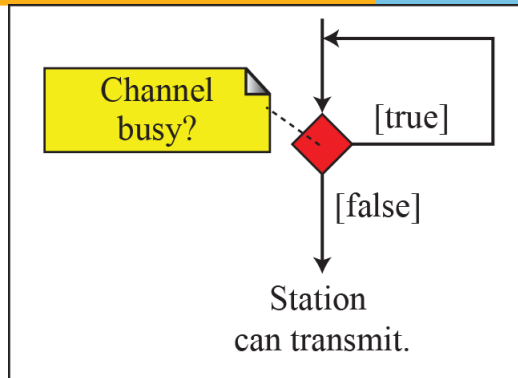 Channel
busy?
[true]
[false]
Station
can transmit.